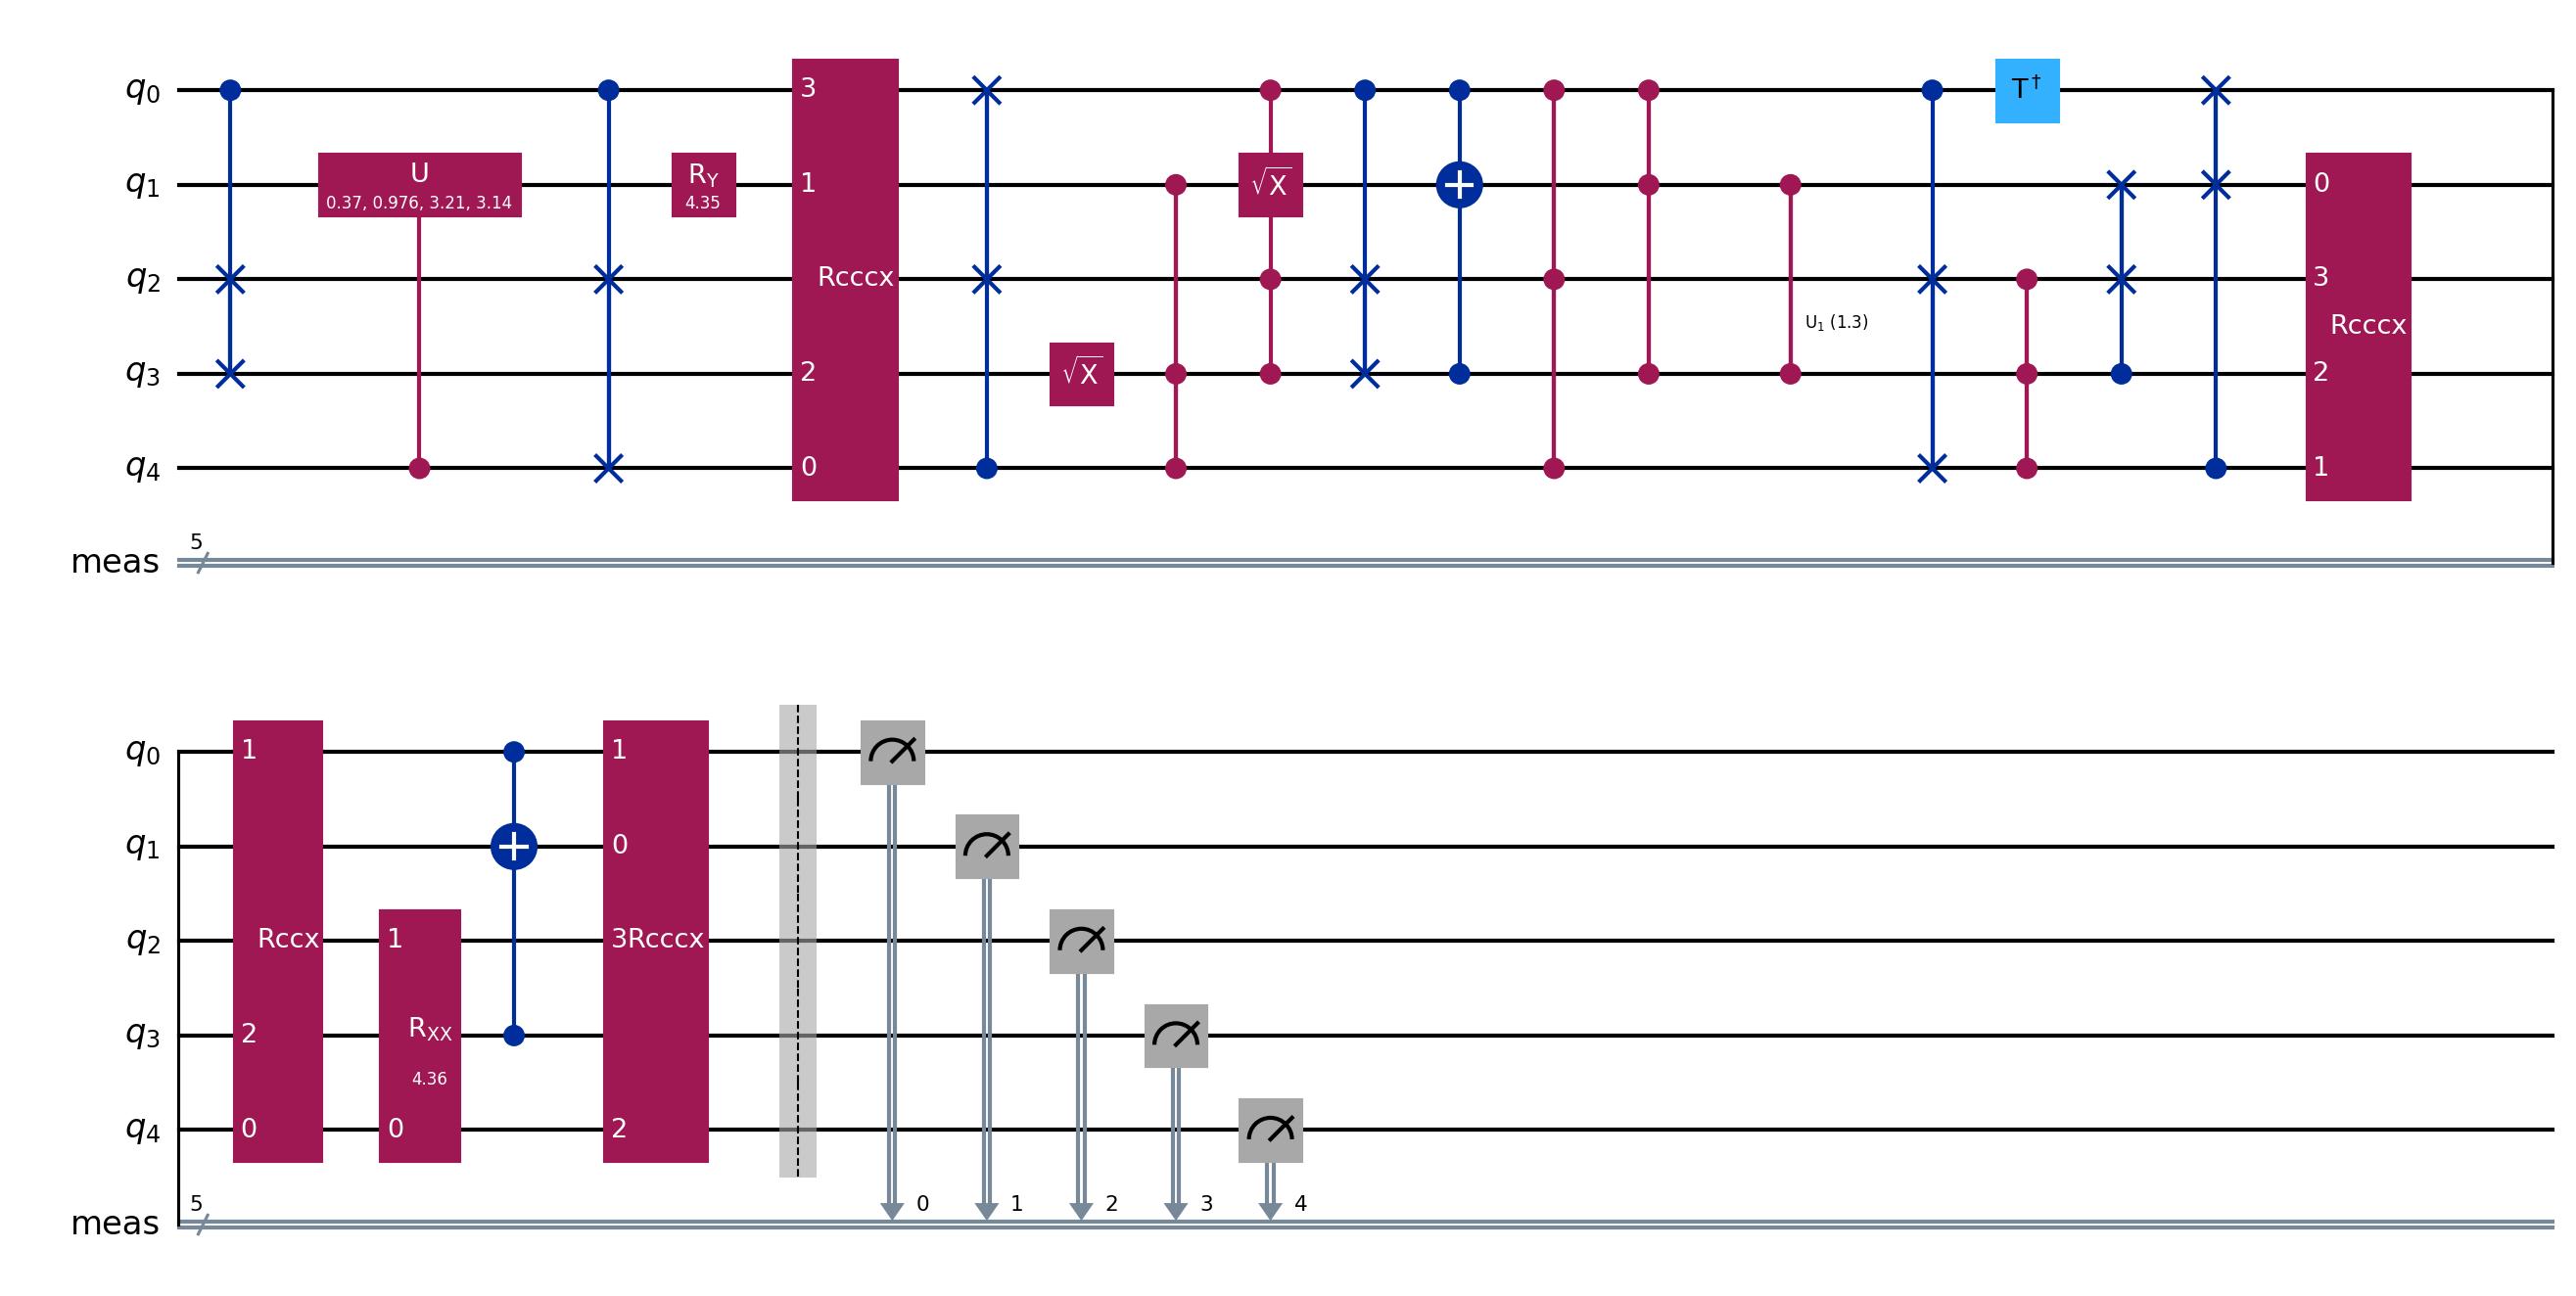 q0 3 T†
q1 U 0.37, 0.976, 3.21, 3.14 RY 4.35 1 √X 0
q2 Rcccx 3
U1 (1.3) Rcccx
q3 2 √X 2
q4 0 1
5
meas
q0 1 1
q1 0
q2 Rccx 1 3Rcccx
q3 2 RXX
4.36
q4 0 0 2
5 0 1 2 3 4
meas